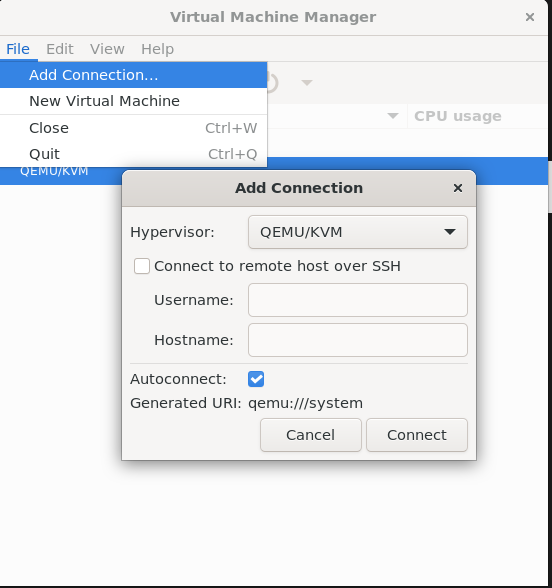 Virtual Machine Manager ×
File Edit View Help
Add Connection...
New Virtual Machine
Close Ctrl+W
Quit Ctrl+Q
CPU usage
QEMU/KVM
Add Connection ×
Hypervisor: QEMU/KVM
Connect to remote host over SSH
Username:
Hostname:
Autoconnect:
Generated URI: qemu:///system
Cancel Connect